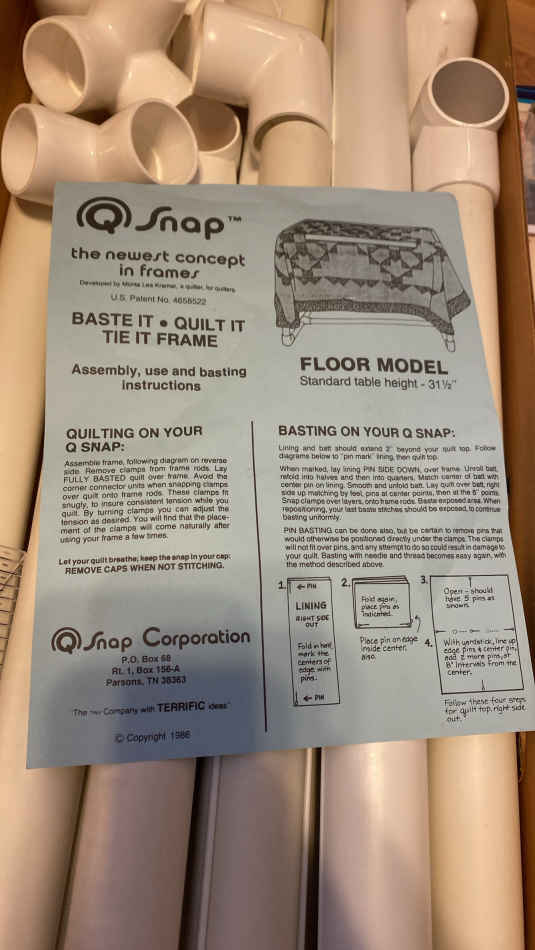 Q Snap™
the newest concept
in frames
Developed by Monte Lee Kramer, a quilter, for quilters.
U.S. Patent No. 4658522
BASTE IT • QUILT IT
TIE IT FRAME
Assembly, use and basting
instructions
FLOOR MODEL
Standard table height - 31½"
QUILTING ON YOUR
Q SNAP:
Assemble frame, following diagram on reverse
side. Remove clamps from frame rods. Lay
FULLY BASTED quilt over frame. Avoid the
corner connector units when snapping clamps
over quilt onto frame rods. These clamps fit
snugly, to insure consistent tension while you
quilt. By turning clamps you can adjust the
tension as desired. You will find that the place-
ment of the clamps will come naturally after
using your frame a few times.
Let your quilt breathe; keep the snap in your cap:
REMOVE CAPS WHEN NOT STITCHING.
Q Snap Corporation
P.O. Box 68
Rt. 1, Box 156-A
Parsons, TN 38363
"The new Company with TERRIFIC ideas"
© Copyright 1986
BASTING ON YOUR Q SNAP:
Lining and batt should extend 2" beyond your quilt top. Follow
diagrams below to "pin mark" lining, then quilt top.
When marked, lay lining PIN SIDE DOWN, over frame. Unroll batt,
refold into halves and then into quarters. Match center of batt with
center pin on lining. Smooth and unfold batt. Lay quilt over batt, right
side up matching by feel, pins at center points, then at the 8" points.
Snap clamps over layers, onto frame rods. Baste exposed area. When
repositioning, your last baste stitches should be exposed, to continue
basting uniformly.
PIN BASTING can be done also, but be certain to remove pins that
would otherwise be positioned directly under the clamps. The clamps
will not fit over pins, and any attempt to do so could result in damage to
your quilt. Basting with needle and thread becomes easy again, with
the method described above.
1.
← PIN
LINING
RIGHT SIDE
OUT
Fold in half,
mark the
centers of
edge with
pins.
← PIN
2.
Fold again,
place pins as
indicated.
Place pin on edge
inside center,
also.
3.
Open - should
have 5 pins as
shown.
4.
With yardstick, line up
edge pins & center pin,
add 2 more pins, at
8" intervals from the
center.
Follow these four steps
for quilt top, right side
out.